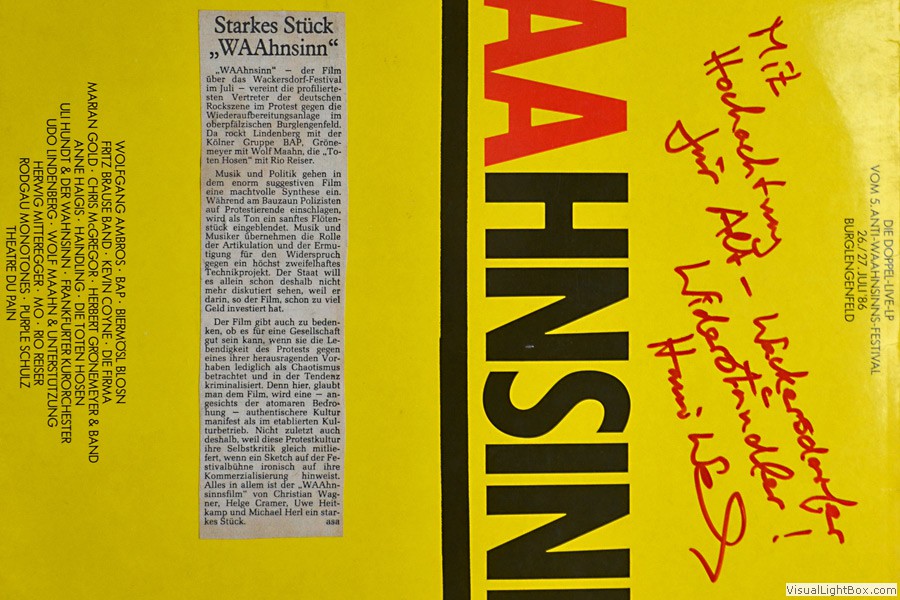 Starkes Stück
„WAAhnsinn“
„WAAhnsinn“ — der Film
über das Wackersdorf-Festival
im Juli — vereint die profilierte-
sten Vertreter der deutschen
Rockszene im Protest gegen die
Wiederaufbereitungsanlage im
oberpfälzischen Burglengenfeld.
Da rockt Lindenberg mit der
Kölner Gruppe BAP, Gröne-
meyer mit Wolf Maahn, die „To-
ten Hosen“ mit Rio Reiser.
Musik und Politik gehen in
dem enorm suggestiven Film
eine machtvolle Synthese ein.
Während am Bauzaun Polizisten
auf Protestierende einschlagen,
wird als Ton ein sanftes Flöten-
stück eingeblendet. Musik und
Musiker übernehmen die Rolle
der Artikulation und der Ermu-
tigung für den Widerspruch
gegen ein höchst zweifelhaftes
Technikprojekt. Der Staat will
es allein schon deshalb nicht
mehr diskutiert sehen, weil er
darin, so der Film, schon zu viel
Geld investiert hat.
Der Film gibt auch zu beden-
ken, ob es für eine Gesellschaft
gut sein kann, wenn sie die Le-
bendigkeit des Protests gegen
eines ihrer herausragenden Vor-
haben lediglich als Chaotismus
betrachtet und in der Tendenz
kriminalisiert. Denn hier, glaubt
man dem Film, wird eine — an-
gesichts der atomaren Bedro-
hung — authentischere Kultur
manifest als im etablierten Kul-
turbetrieb. Nicht zuletzt auch
deshalb, weil diese Protestkultur
ihre Selbstkritik gleich mitlie-
fert, wenn ein Sketch auf der Fe-
stivalbühne ironisch auf ihre
Kommerzialisierung hinweist.
Alles in allem ist der „WAAhn-
sinnsfilm“ von Christian Wag-
ner, Helge Cramer, Uwe Heit-
kamp und Michael Herl ein star-
kes Stück. asa
WOLFGANG AMBROS · BAP · BIERMÖSL BLOSN
FRITZ BRAUSE BAND · KEVIN COYNE · DIE FIRMA
MARIAN GOLD · CHRIS McGREGOR · HERBERT GRÖNEMEYER & BAND
ANNE HAIGIS · HAINDLING · DIE TOTEN HOSEN
ULI HUNDT & DER WAHNSINN · FRANKFURTER KURORCHESTER
UDO LINDENBERG · WOLF MAAHN & UNTERSTÜTZUNG
HERWIG MITTEREGGER · MO · RIO REISER
RODGAU MONOTONES · PURPLE SCHULZ
THEATRE DU PAIN
DIE DOPPEL-LIVE-LP
VOM 5. ANTI-WAAHNSINNS-FESTIVAL
26./27. JULI '86
BURGLENGENFELD
Mit
Hochachtung
für Alt-Wackersdorfer
Widerständler!
AAHNSINN
VisualLightBox.com